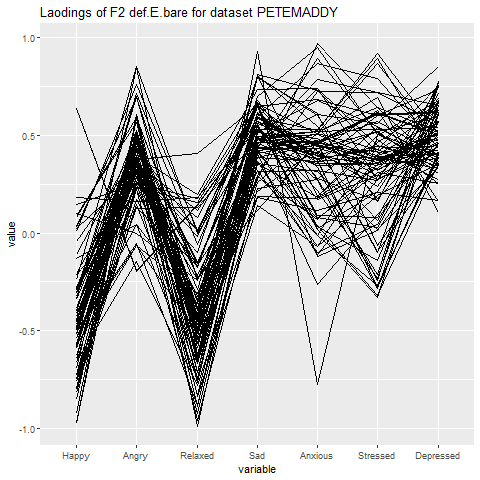 Laodings of F2 def.E.bare for dataset PETEMADDY
1.0
0.5
0.0
-0.5
-1.0
value
Happy Angry Relaxed Sad Anxious Stressed Depressed
variable